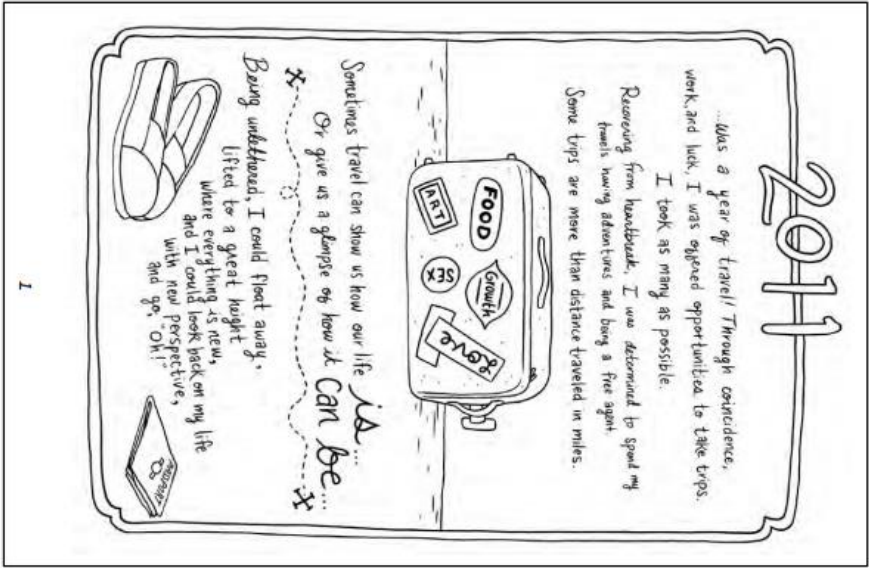 2011
...was a year of travel! Through coincidence,
work, and luck, I was offered opportunities to take trips.
I took as many as possible.
Recovering from heartbreak, I was determined to spend my
travels having adventures and being a free agent.
Some trips are more than distance traveled in miles.
FOOD
Growth
Love
ART
SEX
Sometimes travel can show us how our life is...
Or give us a glimpse of how it can be...
Being untethered, I could float away,
lifted to a great height
where everything is new,
and I could look back on my life
with new perspective,
and go, "Oh!"
PASSPORT
1